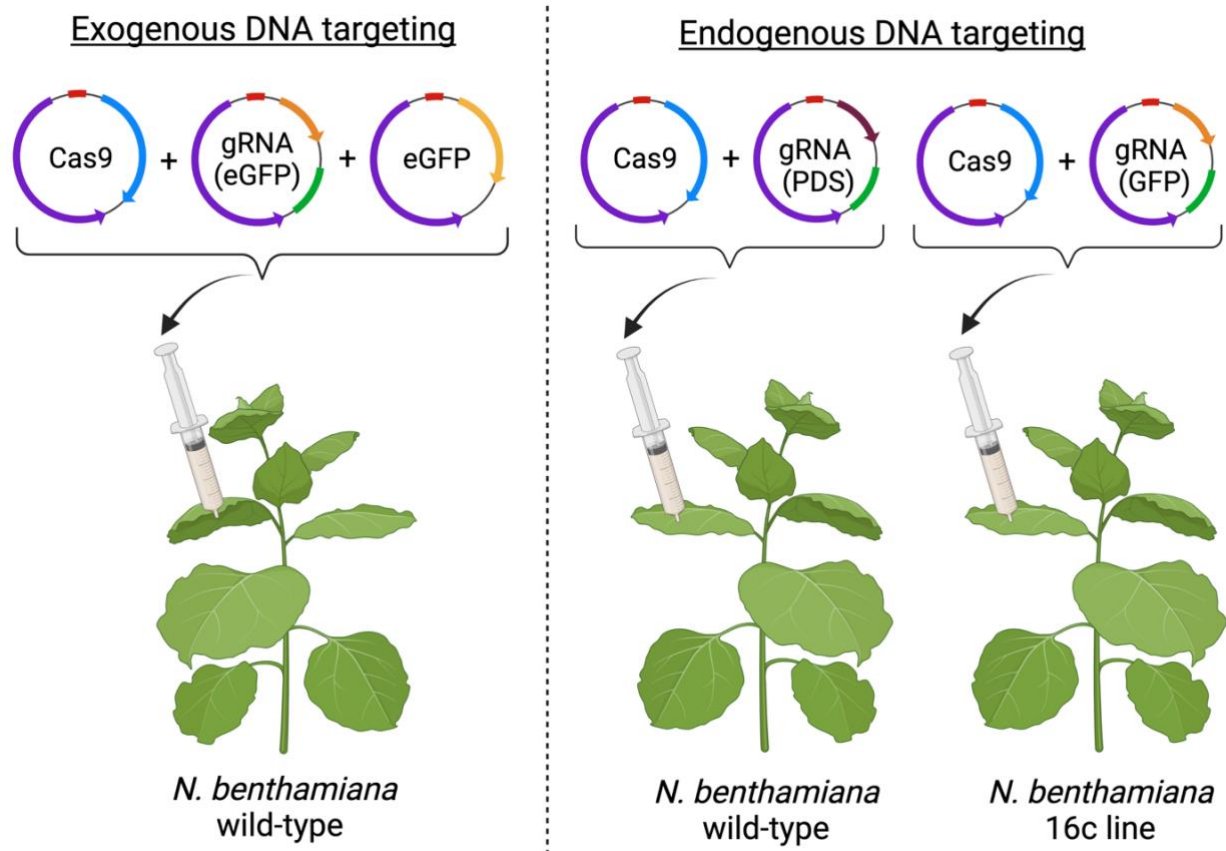 Exogenous DNA targeting
Cas9 + gRNA (eGFP) + eGFP
N. benthamiana
wild-type
Endogenous DNA targeting
Cas9 + gRNA (PDS)
Cas9 + gRNA (GFP)
N. benthamiana
wild-type
N. benthamiana
16c line